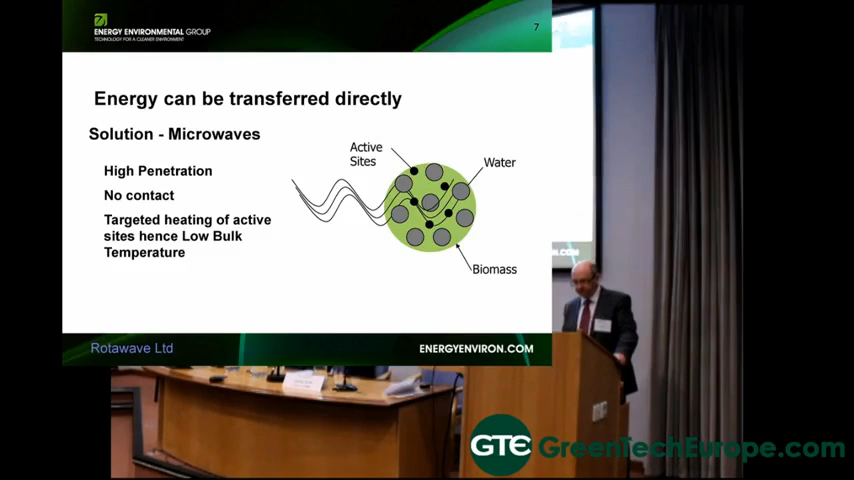 7
ENERGY ENVIRONMENTAL GROUP
TECHNOLOGY FOR A CLEANER ENVIRONMENT
Energy can be transferred directly
Solution - Microwaves
High Penetration
No contact
Targeted heating of active
sites hence Low Bulk
Temperature
Active
Sites
Water
Biomass
Rotawave Ltd
ENERGYENVIRON.COM
GTE GreenTechEurope.com